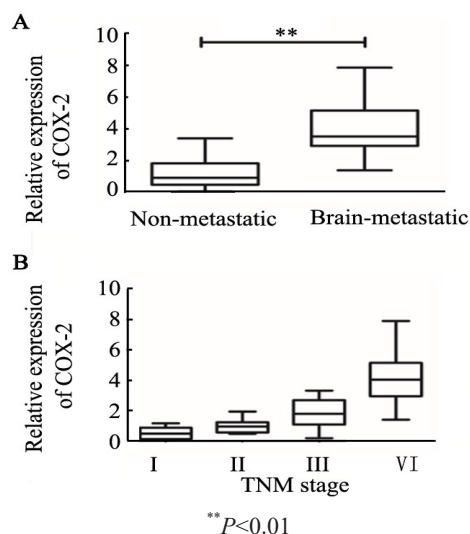 A
Relative expression
of COX-2
10
8
6
4
2
0
**
Non-metastatic Brain-metastatic
B
Relative expression
of COX-2
10
8
6
4
2
0
I II III VI
TNM stage
**P<0.01